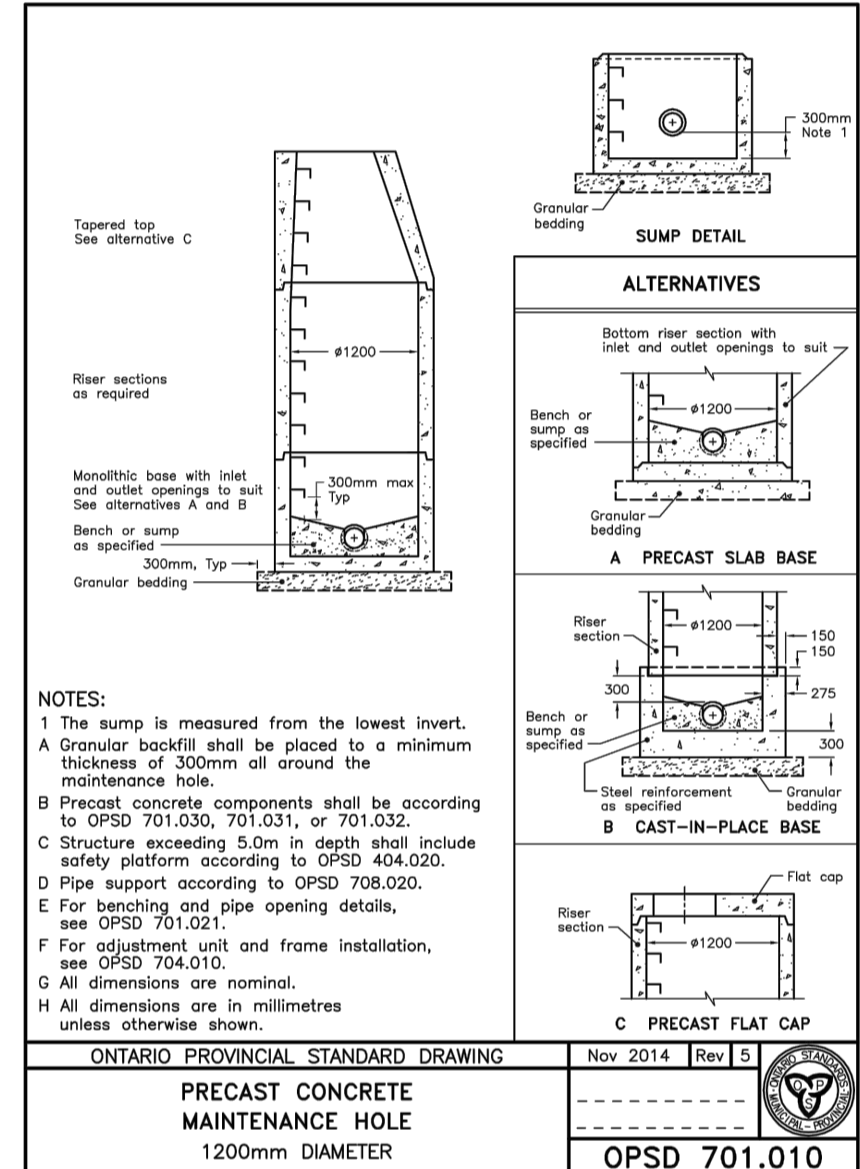 300mm
Note 1
Granular
bedding
SUMP DETAIL
Tapered top
See alternative C
Riser sections
as required
Monolithic base with inlet
and outlet openings to suit
See alternatives A and B
Bench or sump
as specified
300mm, Typ
Granular bedding
ø1200
300mm max
Typ
ALTERNATIVES
Bottom riser section with
inlet and outlet openings to suit
ø1200
Bench or
sump as
specified
Granular
bedding
A PRECAST SLAB BASE
Riser
section
ø1200
150
150
300
275
Bench or
sump as
specified
300
Steel reinforcement
as specified
Granular
bedding
B CAST-IN-PLACE BASE
Flat cap
Riser
section
ø1200
C PRECAST FLAT CAP
NOTES:
1 The sump is measured from the lowest invert.
A Granular backfill shall be placed to a minimum
thickness of 300mm all around the
maintenance hole.
B Precast concrete components shall be according
to OPSD 701.030, 701.031, or 701.032.
C Structure exceeding 5.0m in depth shall include
safety platform according to OPSD 404.020.
D Pipe support according to OPSD 708.020.
E For benching and pipe opening details,
see OPSD 701.021.
F For adjustment unit and frame installation,
see OPSD 704.010.
G All dimensions are nominal.
H All dimensions are in millimetres
unless otherwise shown.
ONTARIO PROVINCIAL STANDARD DRAWING
Nov 2014 Rev 5
PRECAST CONCRETE
MAINTENANCE HOLE
1200mm DIAMETER
ONTARIO STANDARDS
MUNICIPAL - PROVINCIAL
OPS
OPSD 701.010